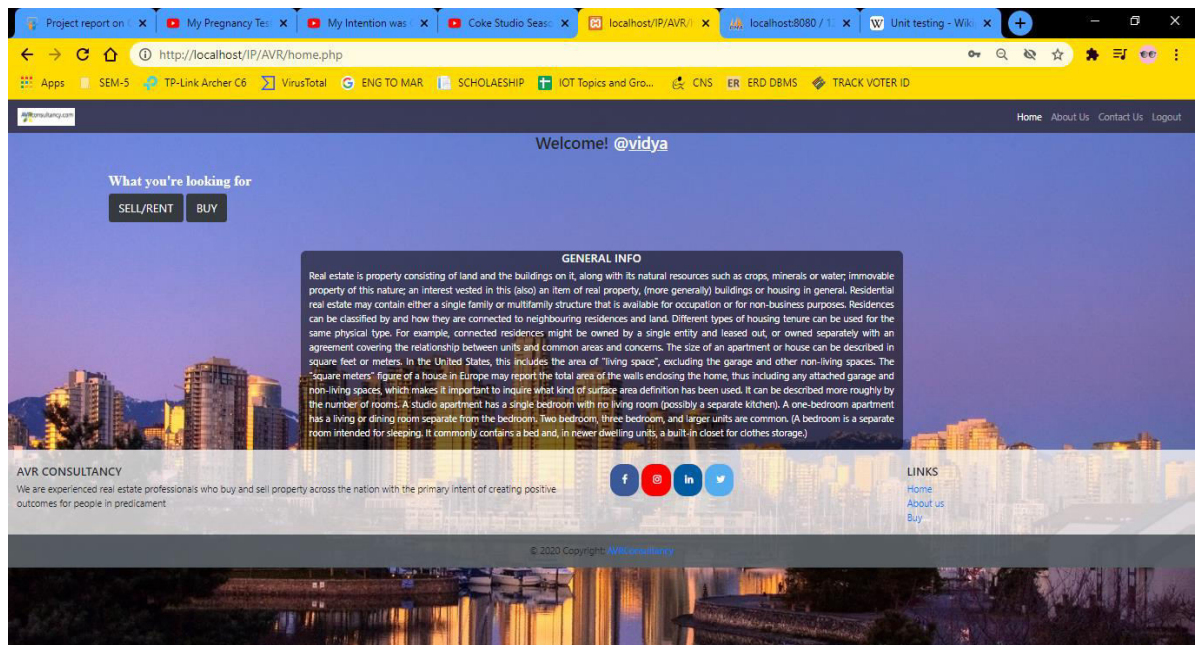 Project report on
My Pregnancy Tes
My Intention was
Coke Studio Seaso
localhost/IP/AVR/
localhost:8080 /
Unit testing - Wiki
http://localhost/IP/AVR/home.php
Apps SEM-5 TP-Link Archer C6 VirusTotal ENG TO MAR SCHOLAESHIP IOT Topics and Gro... CNS ER ERD DBMS TRACK VOTER ID
AVRconsultancy.com
Home About Us Contact Us Logout
Welcome! @vidya
What you're looking for
SELL/RENT BUY
GENERAL INFO
Real estate is property consisting of land and the buildings on it, along with its natural resources such as crops, minerals or water; immovable
property of this nature; an interest vested in this (also) an item of real property, (more generally) buildings or housing in general. Residential
real estate may contain either a single family or multifamily structure that is available for occupation or for non-business purposes. Residences
can be classified by and how they are connected to neighbouring residences and land. Different types of housing tenure can be used for the
same physical type. For example, connected residences might be owned by a single entity and leased out, or owned separately with an
agreement covering the relationship between units and common areas and concerns. The size of an apartment or house can be described in
square feet or meters. In the United States, this includes the area of "living space", excluding the garage and other non-living spaces. The
"square meters" figure of a house in Europe may report the total area of the walls enclosing the home, thus including any attached garage and
non-living spaces, which makes it important to inquire what kind of surface area definition has been used. It can be described more roughly by
the number of rooms. A studio apartment has a single bedroom with no living room (possibly a separate kitchen). A one-bedroom apartment
has a living or dining room separate from the bedroom. Two bedroom, three bedroom, and larger units are common. (A bedroom is a separate
room intended for sleeping. It commonly contains a bed and, in newer dwelling units, a built-in closet for clothes storage.)
AVR CONSULTANCY
We are experienced real estate professionals who buy and sell property across the nation with the primary intent of creating positive
outcomes for people in predicament
LINKS
Home
About us
Buy
© 2020 Copyright: AVRConsultancy